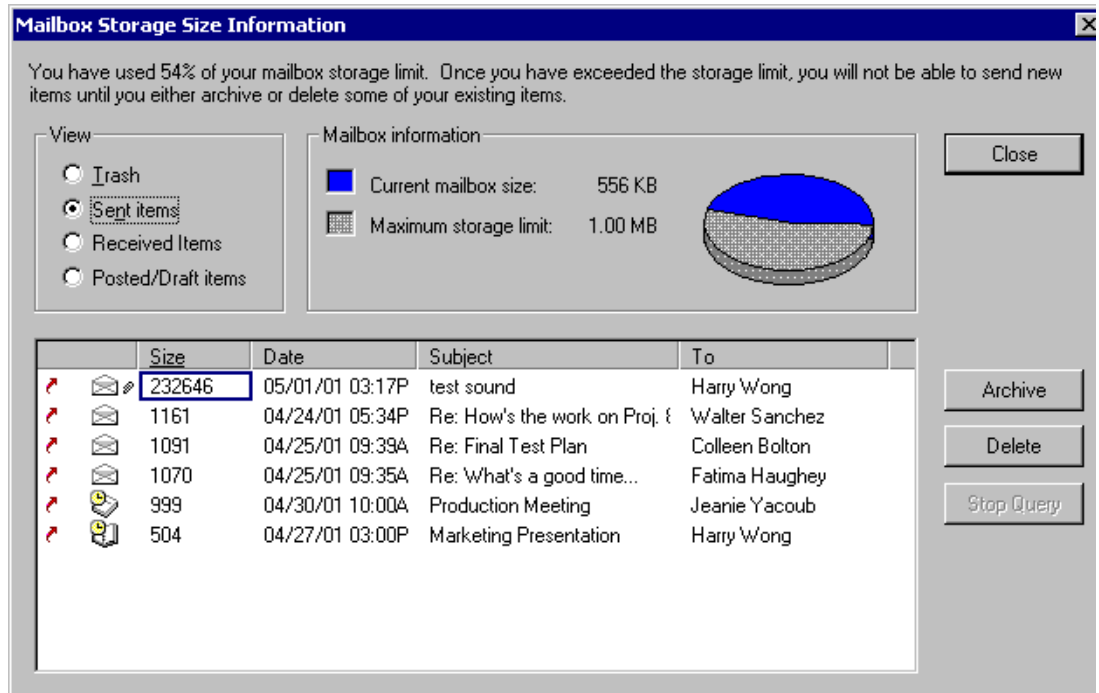 Mailbox Storage Size Information
You have used 54% of your mailbox storage limit. Once you have exceeded the storage limit, you will not be able to send new
items until you either archive or delete some of your existing items.
View
Trash
Sent items
Received Items
Posted/Draft items
Mailbox information
Current mailbox size: 556 KB
Maximum storage limit: 1.00 MB
Close
Size Date Subject To
232646 05/01/01 03:17P test sound Harry Wong
1161 04/24/01 05:34P Re: How's the work on Proj. Walter Sanchez
1091 04/25/01 09:39A Re: Final Test Plan Colleen Bolton
1070 04/25/01 09:35A Re: What's a good time... Fatima Haughey
999 04/30/01 10:00A Production Meeting Jeanie Yacoub
504 04/27/01 03:00P Marketing Presentation Harry Wong
Archive
Delete
Stop Query